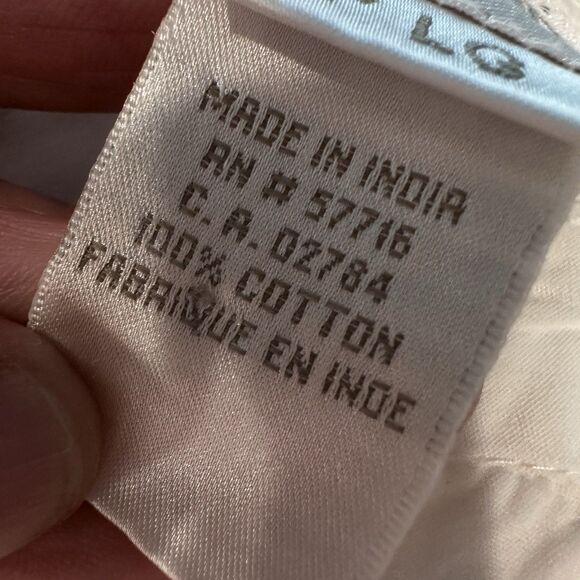 LG
MADE IN INDIA
RN # 57716
C. A. 02784
100% COTTON
FABRIQUE EN INDE